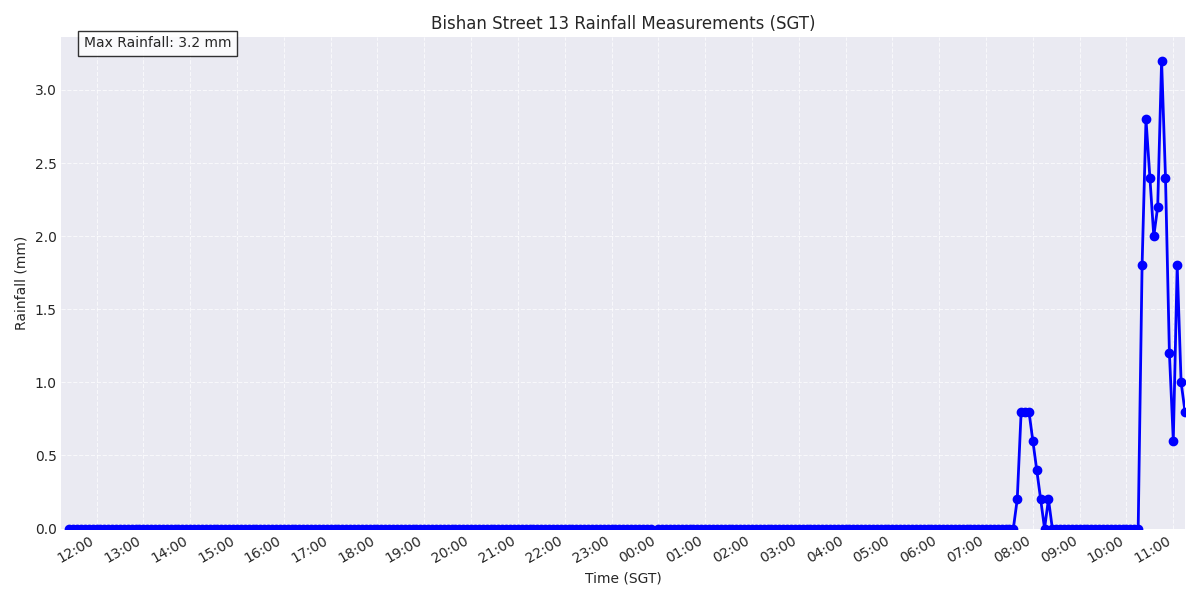 Bishan Street 13 Rainfall Measurements (SGT)
Max Rainfall: 3.2 mm
Rainfall (mm)
3.0
2.5
2.0
1.5
1.0
0.5
0.0
12:00 13:00 14:00 15:00 16:00 17:00 18:00 19:00 20:00 21:00 22:00 23:00 00:00 01:00 02:00 03:00 04:00 05:00 06:00 07:00 08:00 09:00 10:00 11:00
Time (SGT)